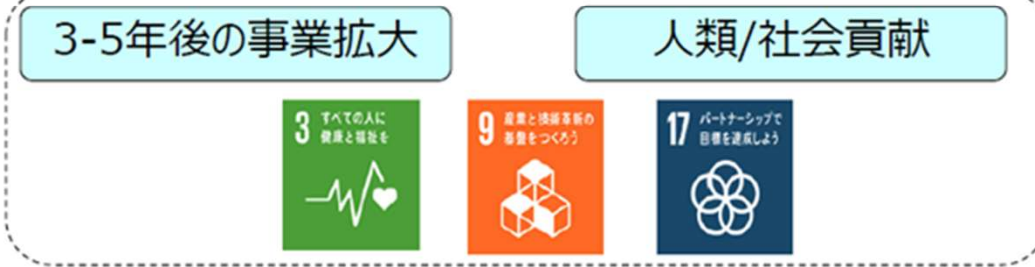 3-5年後の事業拡大
人類/社会貢献
3 すべての人に
健康と福祉を
9 産業と技術革新の
基盤をつくろう
17 パートナーシップで
目標を達成しよう